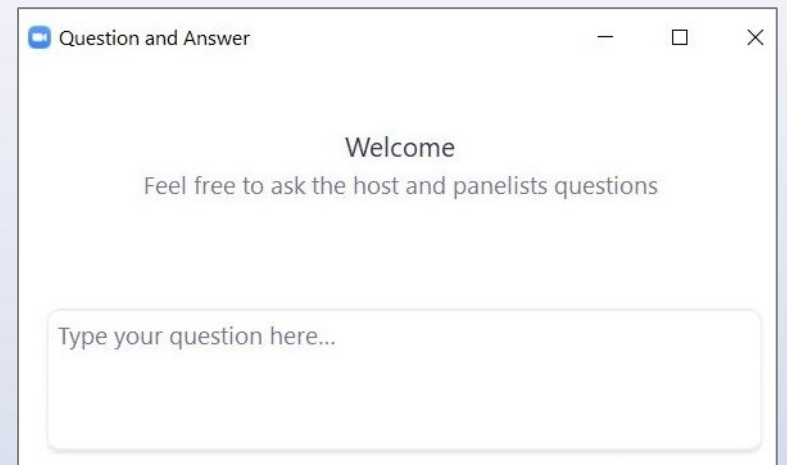 Question and Answer
Welcome
Feel free to ask the host and panelists questions
Type your question here...